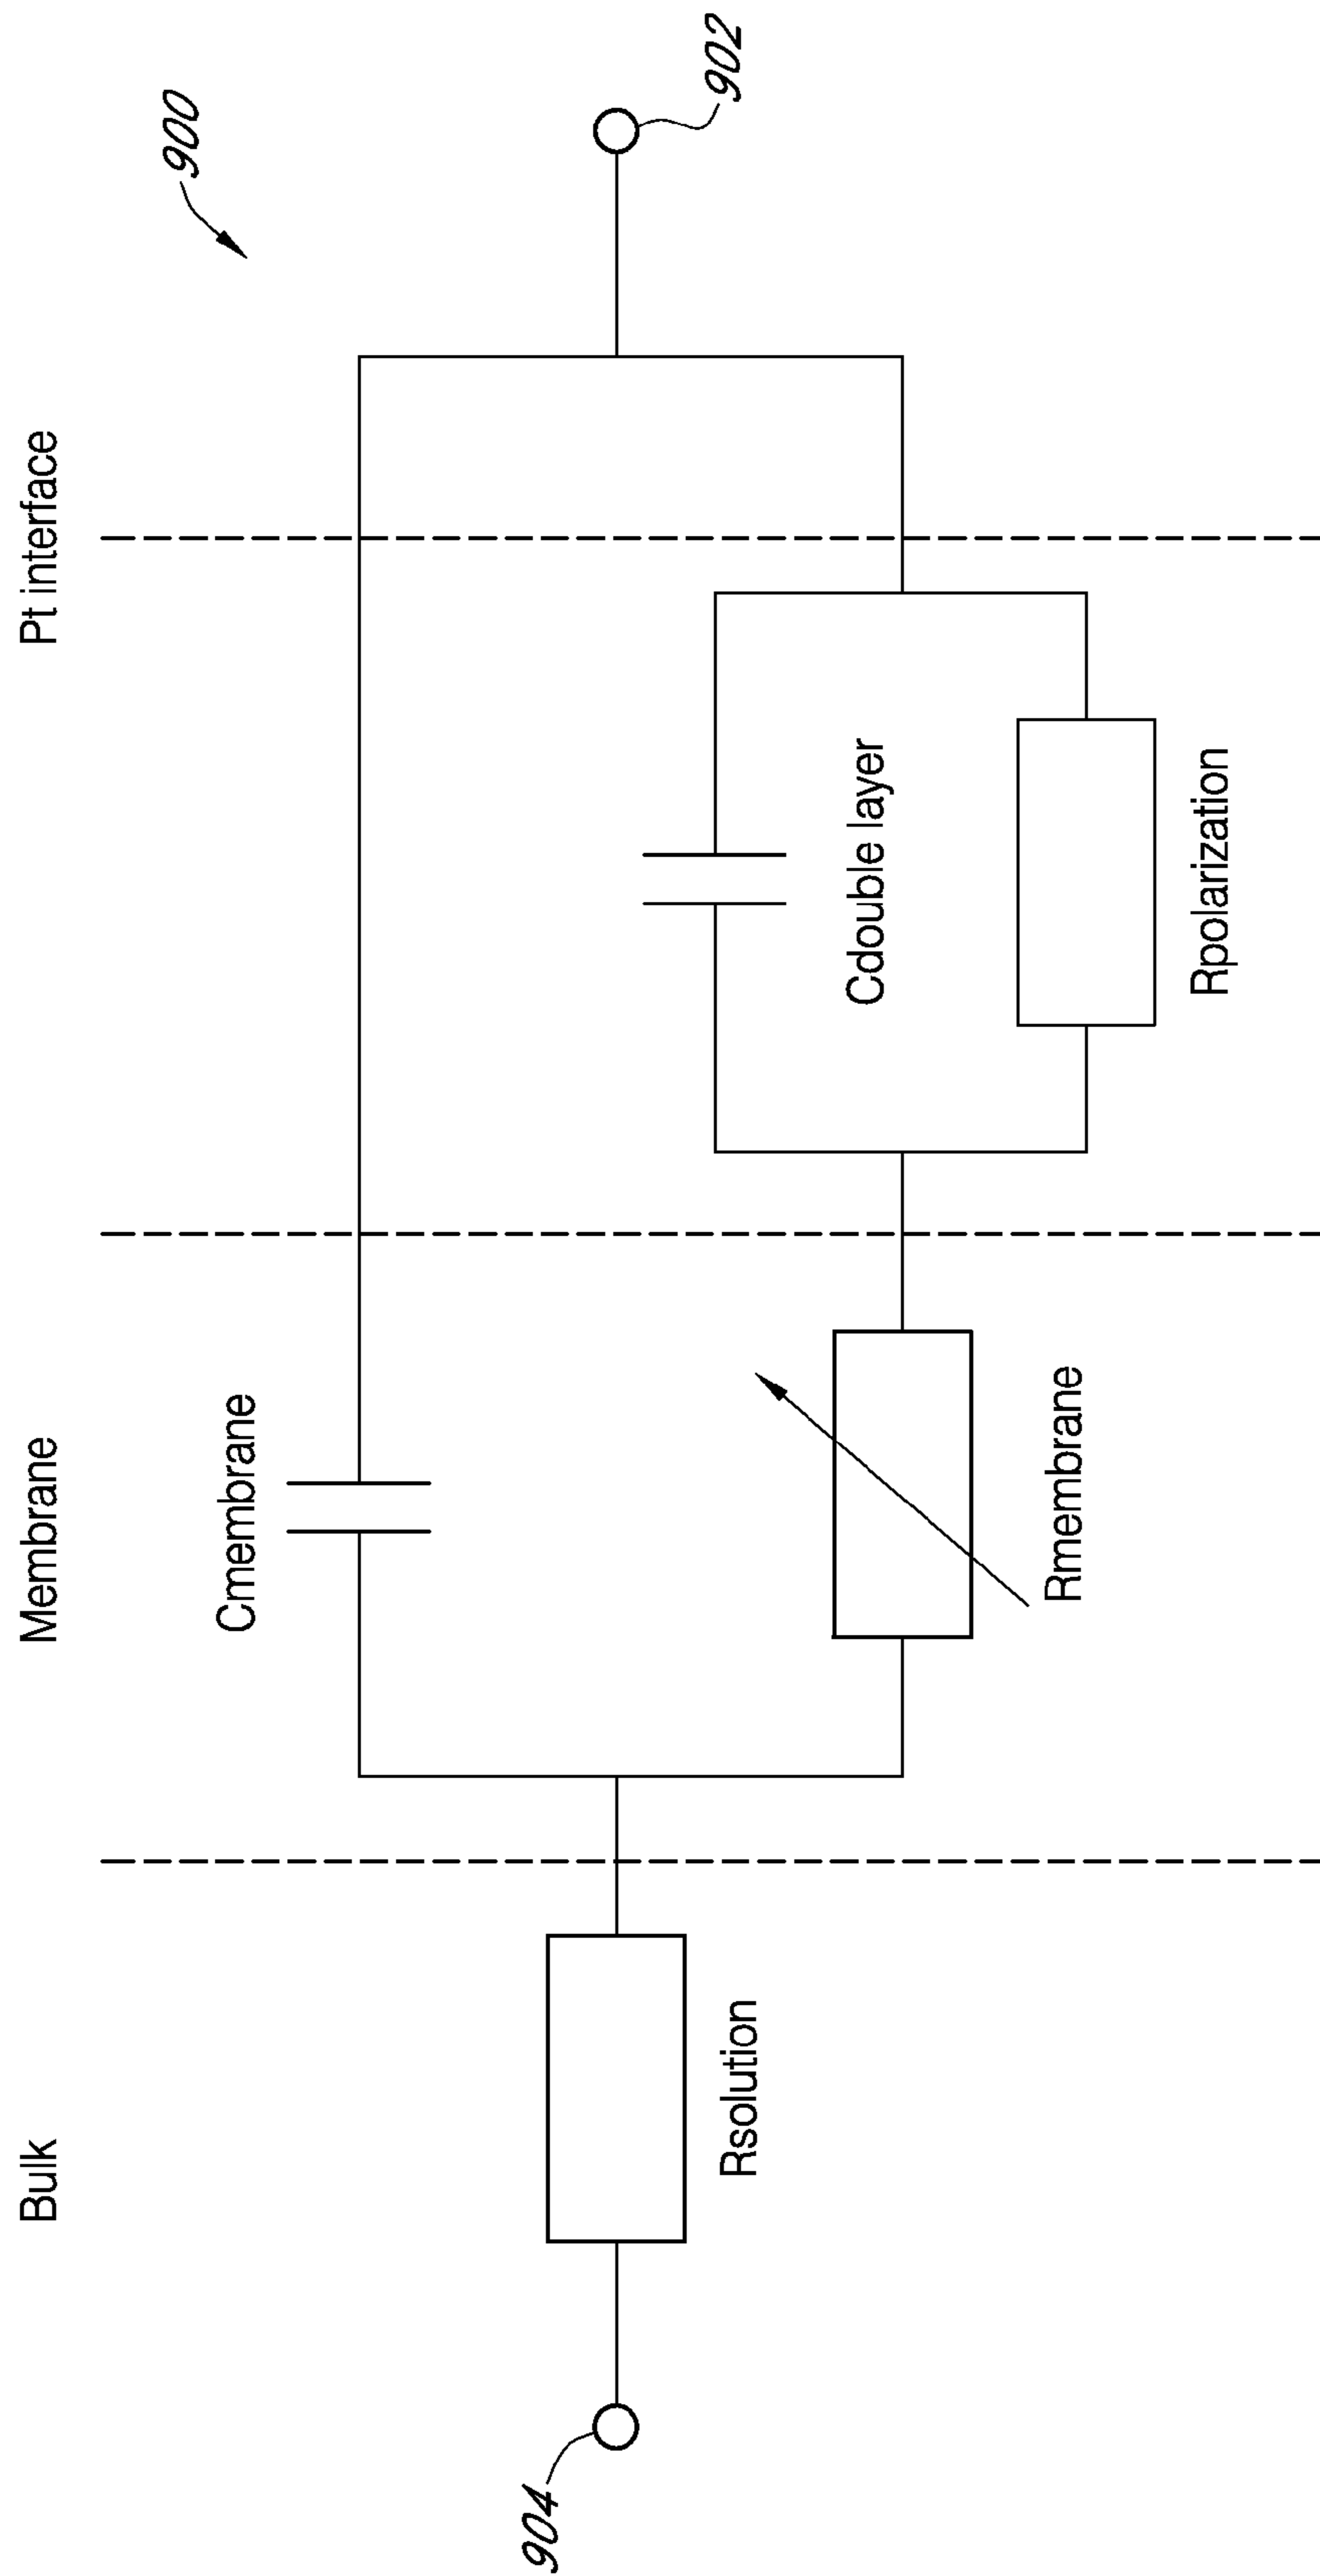 Bulk
Membrane
Pt interface
900
Cmembrane
904
Rsolution
902
Cdouble layer
Rmembrane
Rpolarization